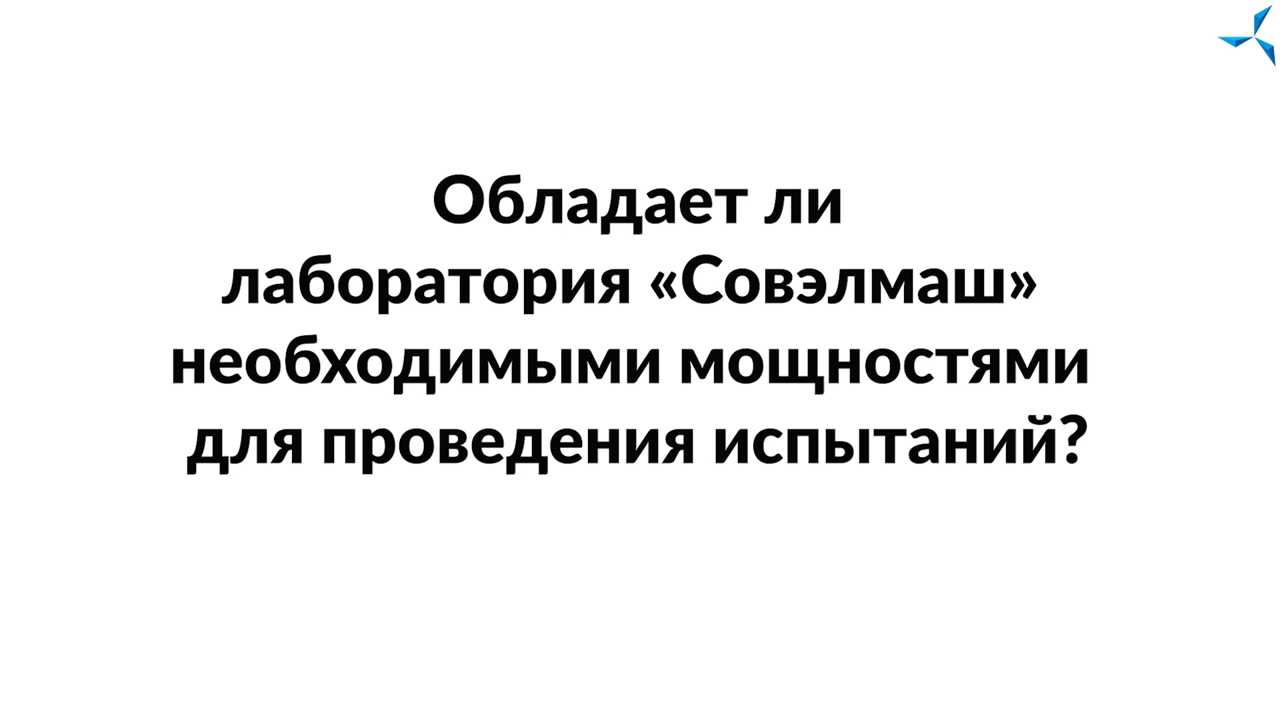 Обладает ли
лаборатория «Совэлмаш»
необходимыми мощностями
для проведения испытаний?